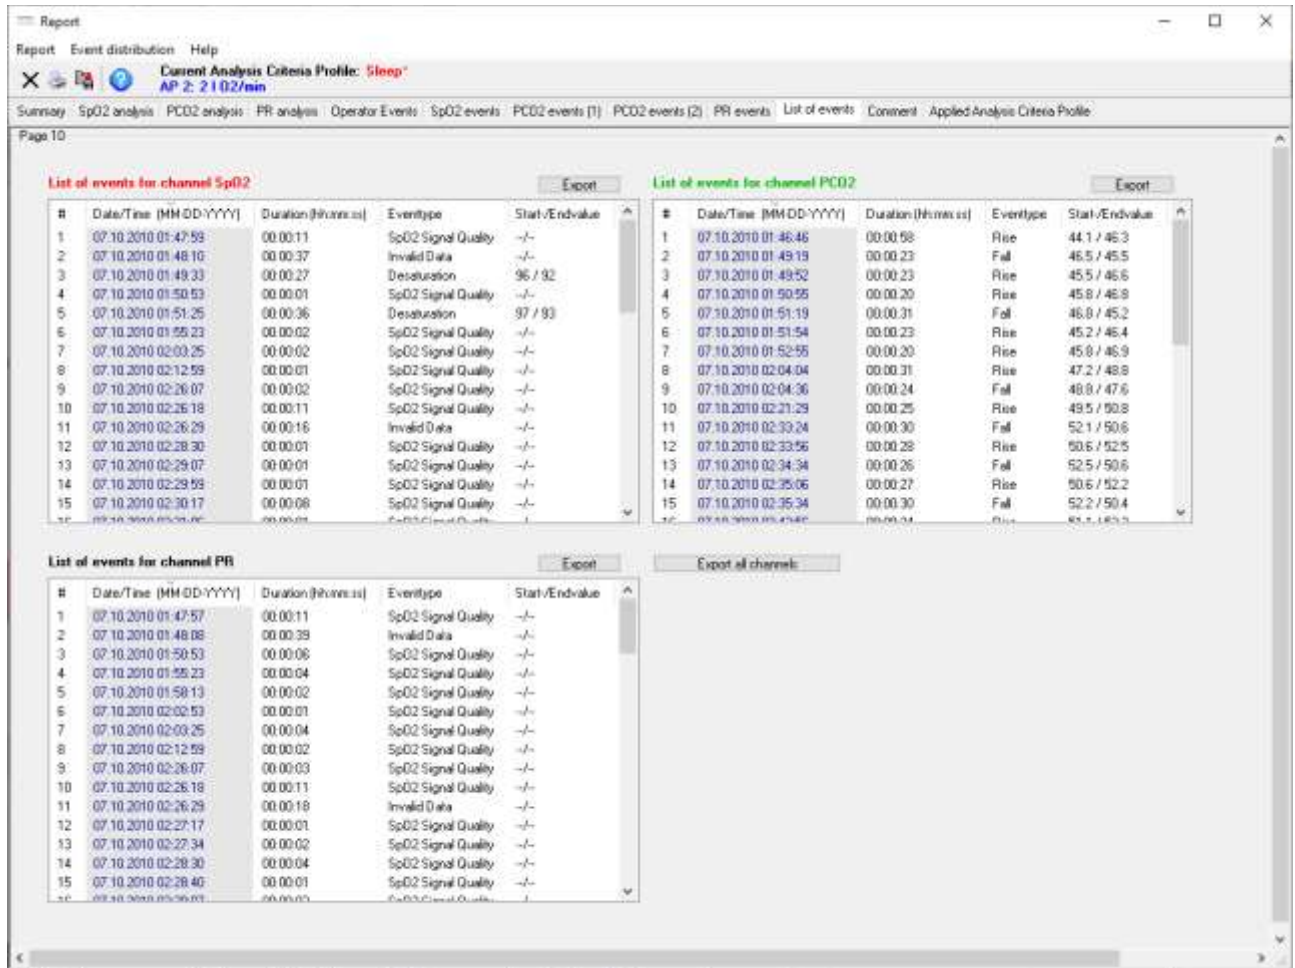 Report
Report Event distribution Help
Current Analysis Criteria Profile: Sleep*
AP 2: 2 l O2/min
Summary SpO2 analysis PCO2 analysis PR analysis Operator Events SpO2 events PCO2 events (1) PCO2 events (2) PR events List of events Comment Applied Analysis Criteria Profile
Page 10
List of events for channel SpO2 Export
# Date/Time (MM-DD-YYYY) Duration (hh:mm:ss) Eventtype Start-/Endvalue
1 07.10.2010 01:47:59 00:00:11 SpO2 Signal Quality --/--
2 07.10.2010 01:48:10 00:00:37 Invalid Data --/--
3 07.10.2010 01:49:33 00:00:27 Desaturation 96 / 92
4 07.10.2010 01:50:53 00:00:01 SpO2 Signal Quality --/--
5 07.10.2010 01:51:25 00:00:36 Desaturation 97 / 93
6 07.10.2010 01:55:23 00:00:02 SpO2 Signal Quality --/--
7 07.10.2010 02:03:25 00:00:02 SpO2 Signal Quality --/--
8 07.10.2010 02:12:59 00:00:01 SpO2 Signal Quality --/--
9 07.10.2010 02:26:07 00:00:02 SpO2 Signal Quality --/--
10 07.10.2010 02:26:18 00:00:11 SpO2 Signal Quality --/--
11 07.10.2010 02:26:29 00:00:16 Invalid Data --/--
12 07.10.2010 02:28:30 00:00:01 SpO2 Signal Quality --/--
13 07.10.2010 02:29:07 00:00:01 SpO2 Signal Quality --/--
14 07.10.2010 02:29:59 00:00:01 SpO2 Signal Quality --/--
15 07.10.2010 02:30:17 00:00:08 SpO2 Signal Quality --/--
List of events for channel PCO2 Export
# Date/Time (MM-DD-YYYY) Duration (hh:mm:ss) Eventtype Start-/Endvalue
1 07.10.2010 01:46:46 00:00:58 Rise 44.1 / 46.3
2 07.10.2010 01:49:19 00:00:23 Fall 46.5 / 45.5
3 07.10.2010 01:49:52 00:00:23 Rise 45.5 / 46.6
4 07.10.2010 01:50:55 00:00:20 Rise 45.8 / 46.8
5 07.10.2010 01:51:19 00:00:31 Fall 46.8 / 45.2
6 07.10.2010 01:51:54 00:00:23 Rise 45.2 / 46.4
7 07.10.2010 01:52:55 00:00:20 Rise 45.8 / 46.9
8 07.10.2010 02:04:04 00:00:31 Rise 47.2 / 48.8
9 07.10.2010 02:04:36 00:00:24 Fall 48.8 / 47.6
10 07.10.2010 02:21:29 00:00:25 Rise 49.5 / 50.8
11 07.10.2010 02:33:24 00:00:30 Fall 52.1 / 50.6
12 07.10.2010 02:33:56 00:00:28 Rise 50.6 / 52.5
13 07.10.2010 02:34:34 00:00:26 Fall 52.5 / 50.6
14 07.10.2010 02:35:06 00:00:27 Rise 50.6 / 52.2
15 07.10.2010 02:35:34 00:00:30 Fall 52.2 / 50.4
List of events for channel PR Export
Export all channels
# Date/Time (MM-DD-YYYY) Duration (hh:mm:ss) Eventtype Start-/Endvalue
1 07.10.2010 01:47:57 00:00:11 SpO2 Signal Quality --/--
2 07.10.2010 01:48:08 00:00:39 Invalid Data --/--
3 07.10.2010 01:50:53 00:00:06 SpO2 Signal Quality --/--
4 07.10.2010 01:55:23 00:00:04 SpO2 Signal Quality --/--
5 07.10.2010 01:58:13 00:00:02 SpO2 Signal Quality --/--
6 07.10.2010 02:02:53 00:00:01 SpO2 Signal Quality --/--
7 07.10.2010 02:03:25 00:00:04 SpO2 Signal Quality --/--
8 07.10.2010 02:12:59 00:00:02 SpO2 Signal Quality --/--
9 07.10.2010 02:26:07 00:00:03 SpO2 Signal Quality --/--
10 07.10.2010 02:26:18 00:00:11 SpO2 Signal Quality --/--
11 07.10.2010 02:26:29 00:00:18 Invalid Data --/--
12 07.10.2010 02:27:17 00:00:01 SpO2 Signal Quality --/--
13 07.10.2010 02:27:34 00:00:02 SpO2 Signal Quality --/--
14 07.10.2010 02:28:30 00:00:04 SpO2 Signal Quality --/--
15 07.10.2010 02:28:40 00:00:01 SpO2 Signal Quality --/--